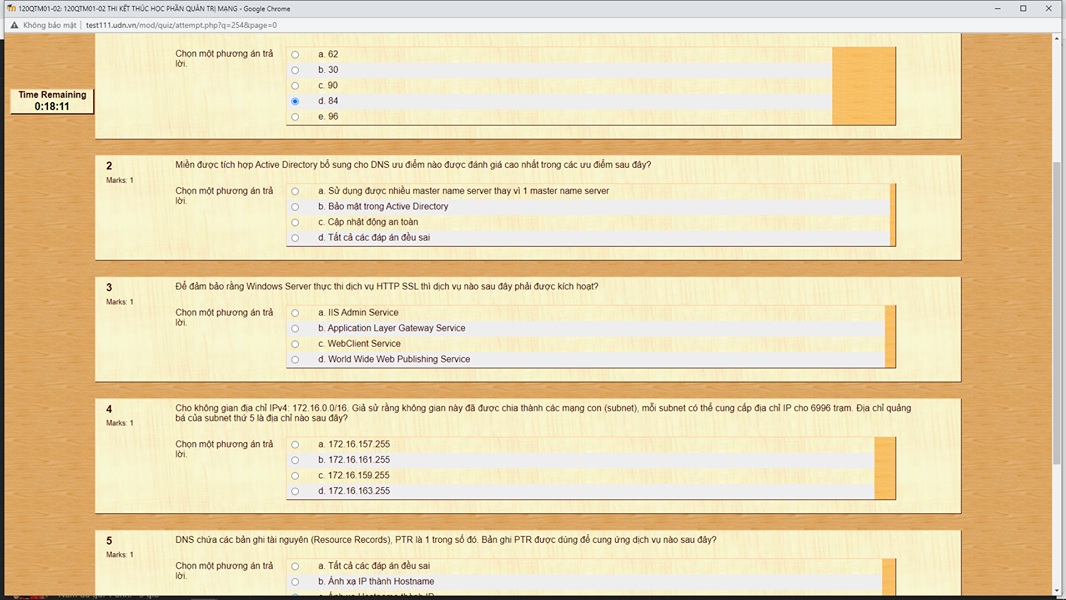 120QTM01-02: 120QTM01-02 THI KẾT THÚC HỌC PHẦN QUẢN TRỊ MẠNG - Google Chrome
Không bảo mật | test111.udn.vn/mod/quiz/attempt.php?q=254&page=0
Time Remaining
0:18:11
Chọn một phương án trả
lời.
a. 62
b. 30
c. 90
d. 84
e. 96
2
Marks: 1
Miền được tích hợp Active Directory bổ sung cho DNS ưu điểm nào được đánh giá cao nhất trong các ưu điểm sau đây?
Chọn một phương án trả
lời.
a. Sử dụng được nhiều master name server thay vì 1 master name server
b. Bảo mật trong Active Directory
c. Cập nhật động an toàn
d. Tất cả các đáp án đều sai
3
Marks: 1
Để đảm bảo rằng Windows Server thực thi dịch vụ HTTP SSL thì dịch vụ nào sau đây phải được kích hoạt?
Chọn một phương án trả
lời.
a. IIS Admin Service
b. Application Layer Gateway Service
c. WebClient Service
d. World Wide Web Publishing Service
4
Marks: 1
Cho không gian địa chỉ IPv4: 172.16.0.0/16. Giả sử rằng không gian này đã được chia thành các mạng con (subnet), mỗi subnet có thể cung cấp địa chỉ IP cho 6996 trạm. Địa chỉ quảng
bá của subnet thứ 5 là địa chỉ nào sau đây?
Chọn một phương án trả
lời.
a. 172.16.157.255
b. 172.16.161.255
c. 172.16.159.255
d. 172.16.163.255
5
Marks: 1
DNS chứa các bản ghi tài nguyên (Resource Records), PTR là 1 trong số đó. Bản ghi PTR được dùng để cung ứng dịch vụ nào sau đây?
Chọn một phương án trả
lời.
a. Tất cả các đáp án đều sai
b. Ánh xạ IP thành Hostname
c. Ánh xạ Hostname thành IP